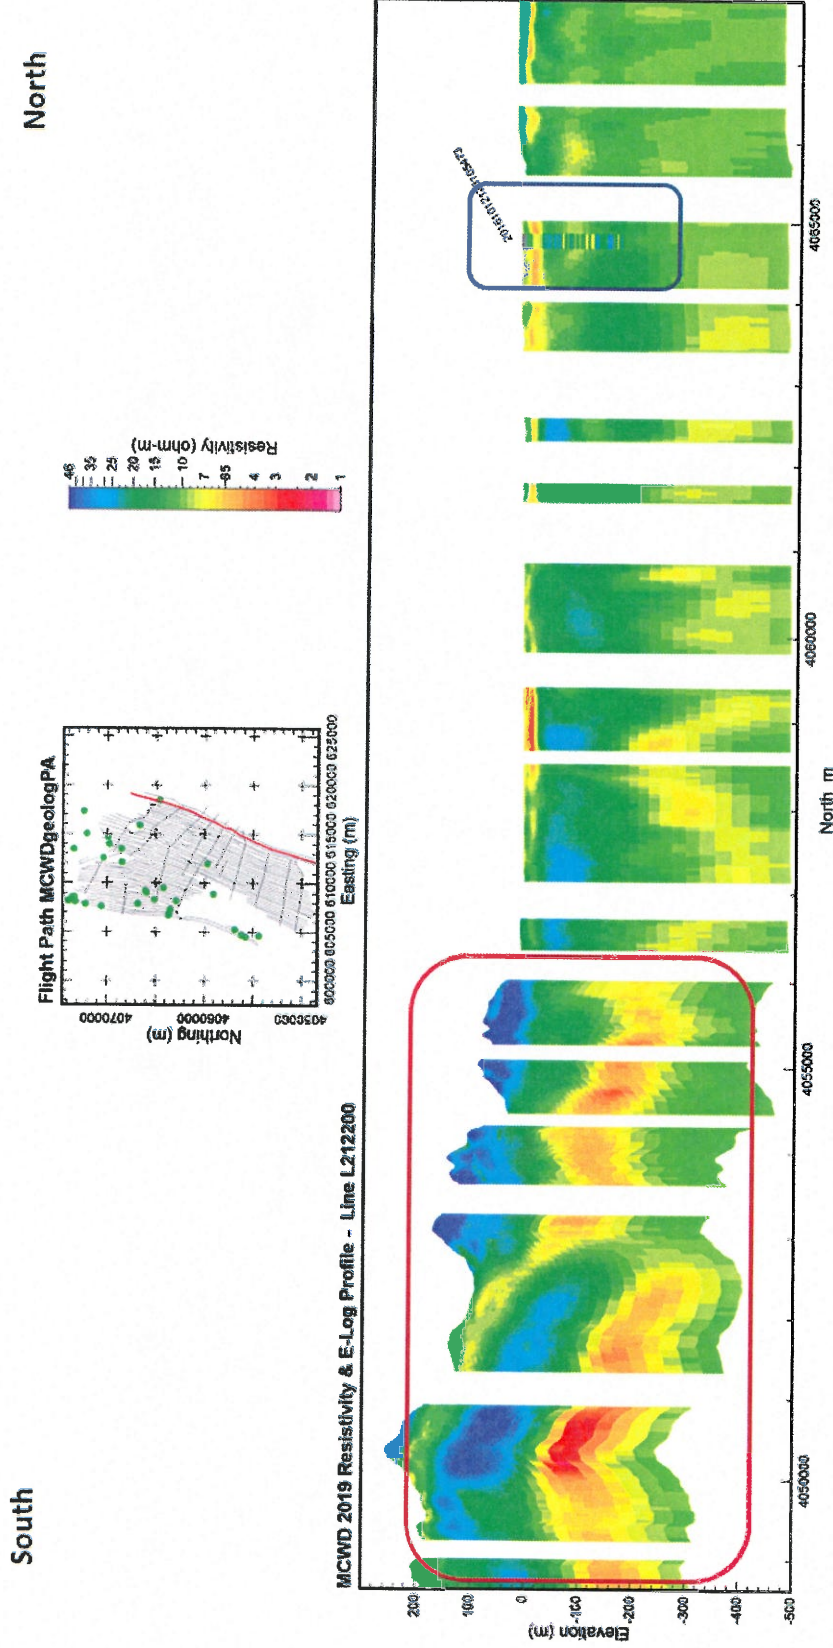 South
North
Flight Path MCWDgeologPA
4070000
4060000
4050000
Northing (m)
600000 605000 610000 615000 620000 625000
Easting (m)
46
35
25
20
15
10
7
4
3
2
1
Resistivity (ohm-m)
MCWD 2019 Resistivity & E-Log Profile - Line L212200
200
100
0
-100
-200
-300
-400
-500
Elevation (m)
4050000
4055000
4060000
4065000
North m